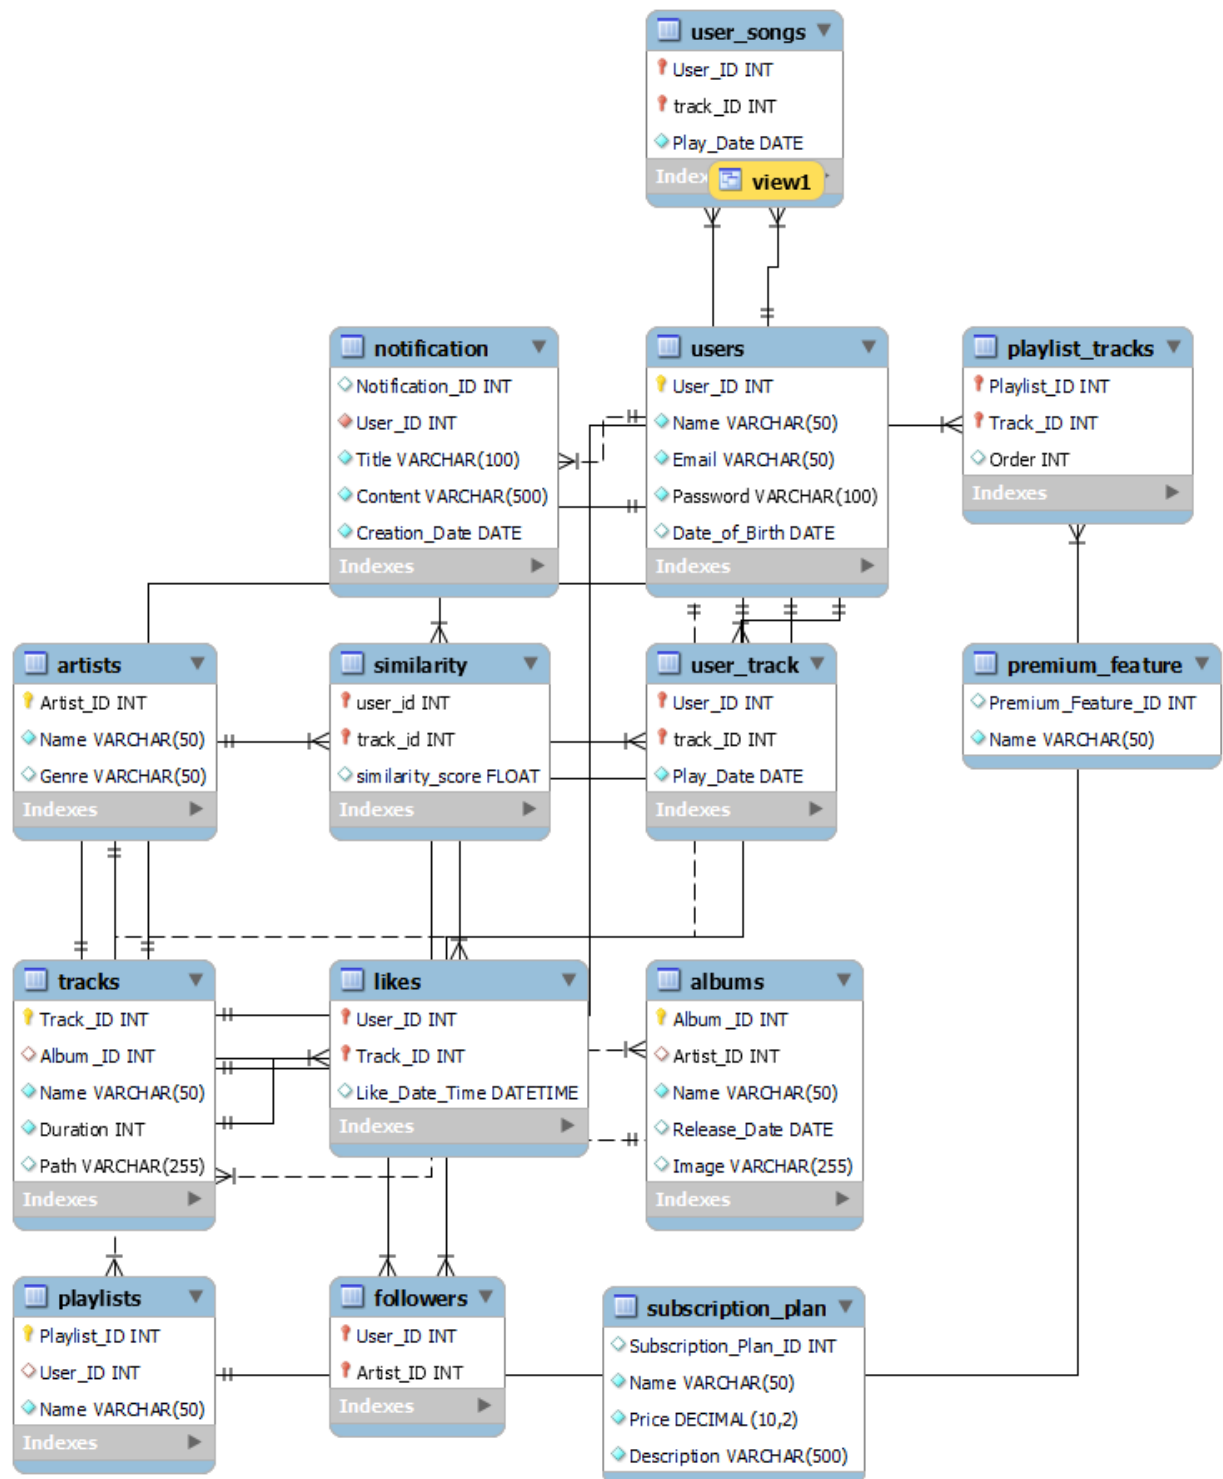 user_songs
User_ID INT
track_ID INT
Play_Date DATE
view1
notification
Notification_ID INT
User_ID INT
Title VARCHAR(100)
Content VARCHAR(500)
Creation_Date DATE
Indexes
users
User_ID INT
Name VARCHAR(50)
Email VARCHAR(50)
Password VARCHAR(100)
Date_of_Birth DATE
Indexes
playlist_tracks
Playlist_ID INT
Track_ID INT
Order INT
Indexes
artists
Artist_ID INT
Name VARCHAR(50)
Genre VARCHAR(50)
Indexes
similarity
user_id INT
track_id INT
similarity_score FLOAT
Indexes
user_track
User_ID INT
track_ID INT
Play_Date DATE
Indexes
premium_feature
Premium_Feature_ID INT
Name VARCHAR(50)
tracks
Track_ID INT
Album _ID INT
Name VARCHAR(50)
Duration INT
Path VARCHAR(255)
Indexes
likes
User_ID INT
Track_ID INT
Like_Date_Time DATETIME
Indexes
albums
Album _ID INT
Artist_ID INT
Name VARCHAR(50)
Release_Date DATE
Image VARCHAR(255)
Indexes
playlists
Playlist_ID INT
User_ID INT
Name VARCHAR(50)
Indexes
followers
User_ID INT
Artist_ID INT
Indexes
subscription_plan
Subscription_Plan_ID INT
Name VARCHAR(50)
Price DECIMAL(10,2)
Description VARCHAR(500)